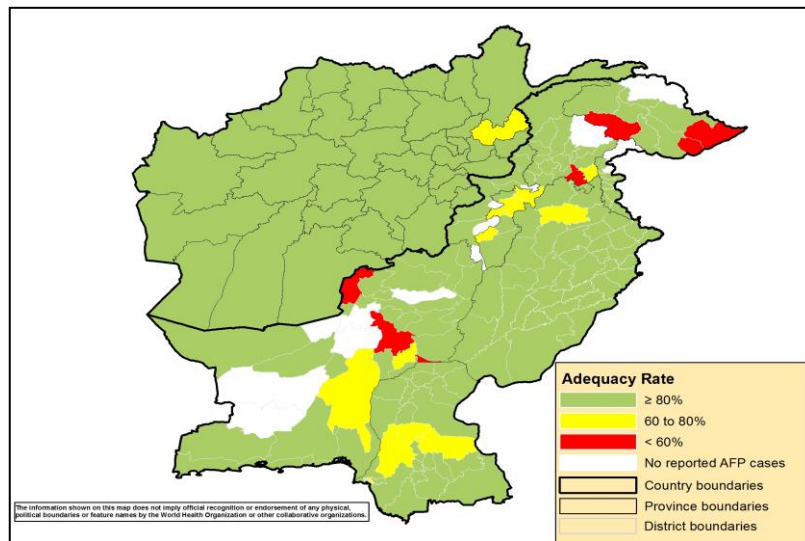 Adequacy Rate
≥ 80%
60 to 80%
< 60%
No reported AFP cases
Country boundaries
Province boundaries
District boundaries
The information shown on this map does not imply official recognition or endorsement of any physical,
political boundaries or feature names by the World Health Organization or other collaborative organizations.